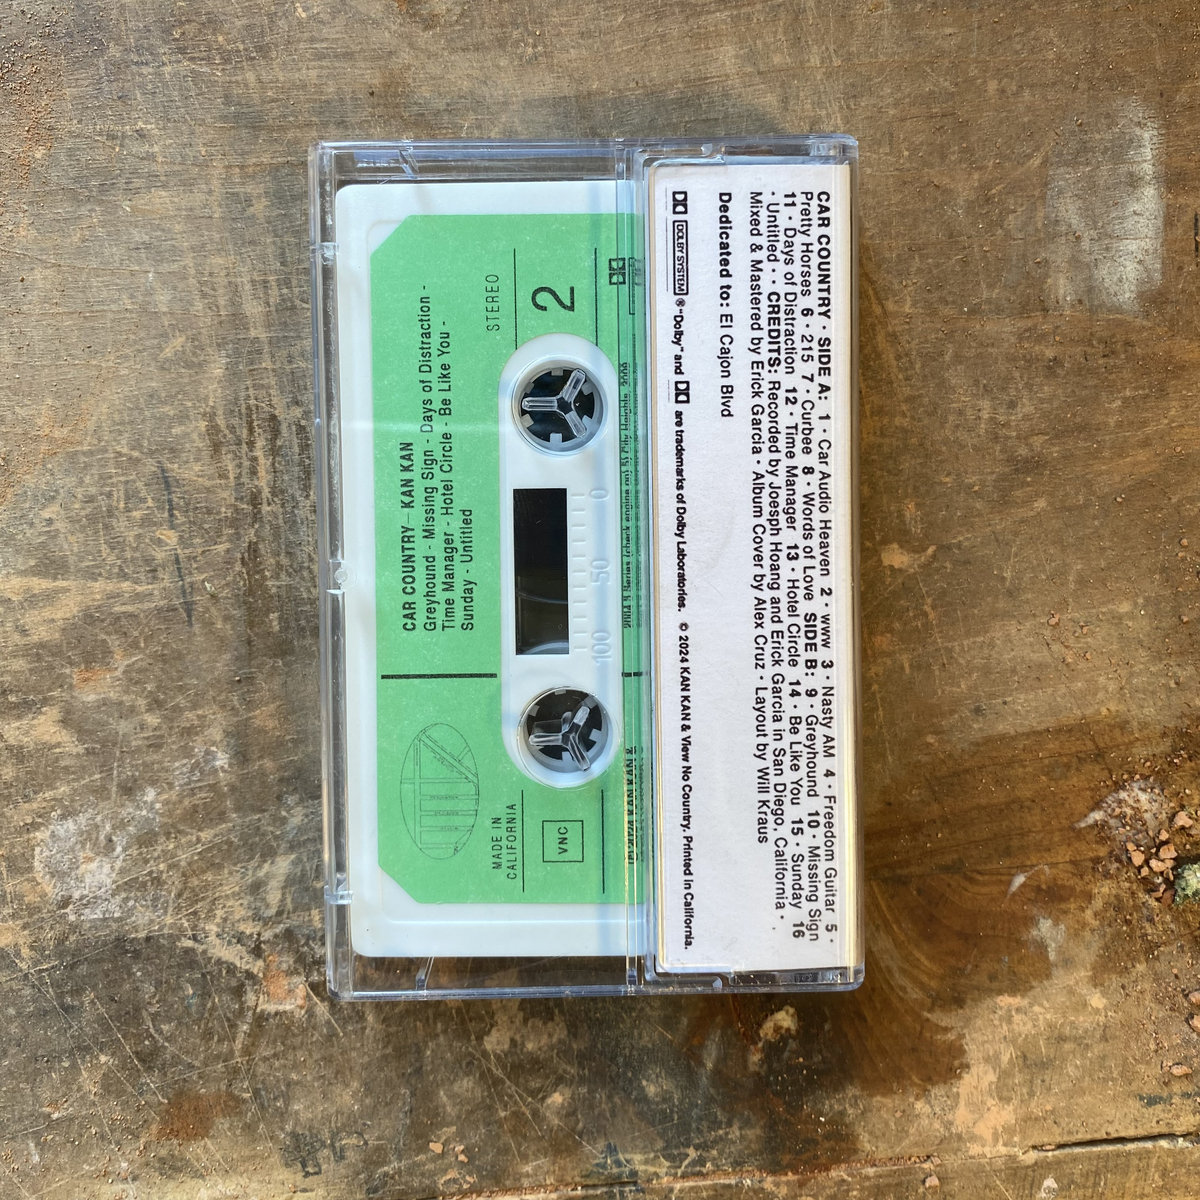 CAR COUNTRY · SIDE A: 1 · Car Audio Heaven 2 · www 3 · Nasty AM 4 · Freedom Guitar 5 ·
Pretty Horses 6 · 215 7 · Curbee 8 · Words of Love SIDE B: 9 · Greyhound 10 · Missing Sign
11 · Days of Distraction 12 · Time Manager 13 · Hotel Circle 14 · Be Like You 15 · Sunday 16
· Untitled · · CREDITS: Recorded by Joesph Hoang and Erick Garcia in San Diego, California ·
Mixed & Mastered by Erick Garcia · Album Cover by Alex Cruz · Layout by Will Kraus
Dedicated to: El Cajon Blvd
DOLBY SYSTEM ® "Dolby" and are trademarks of Dolby Laboratories. © 2024 KAN KAN & View No Country. Printed in California.
CAR COUNTRY—KAN KAN
Greyhound - Missing Sign - Days of Distraction -
Time Manager - Hotel Circle - Be Like You -
Sunday - Untitled
STEREO
2
0 50 100
MADE IN
CALIFORNIA
VNC